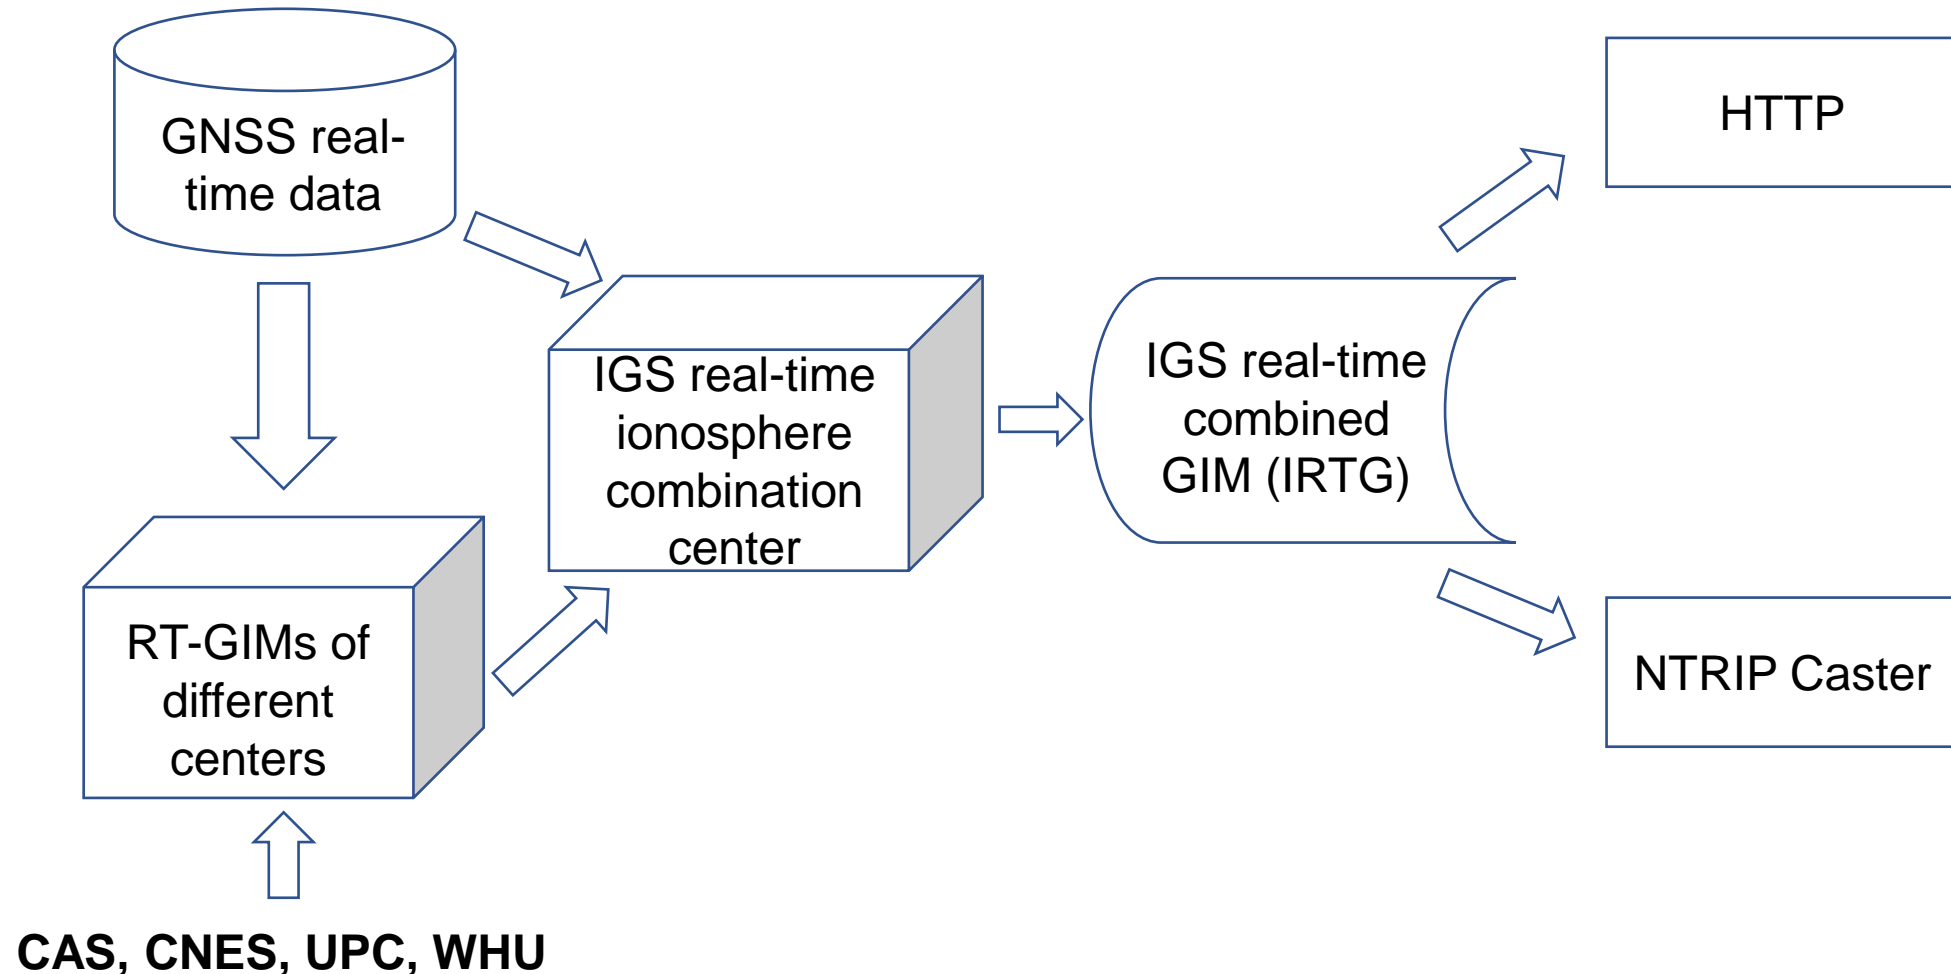 GNSS real-
time data
HTTP
IGS real-time
ionosphere
combination
center
IGS real-time
combined
GIM (IRTG)
RT-GIMs of
different
centers
NTRIP Caster
CAS, CNES, UPC, WHU